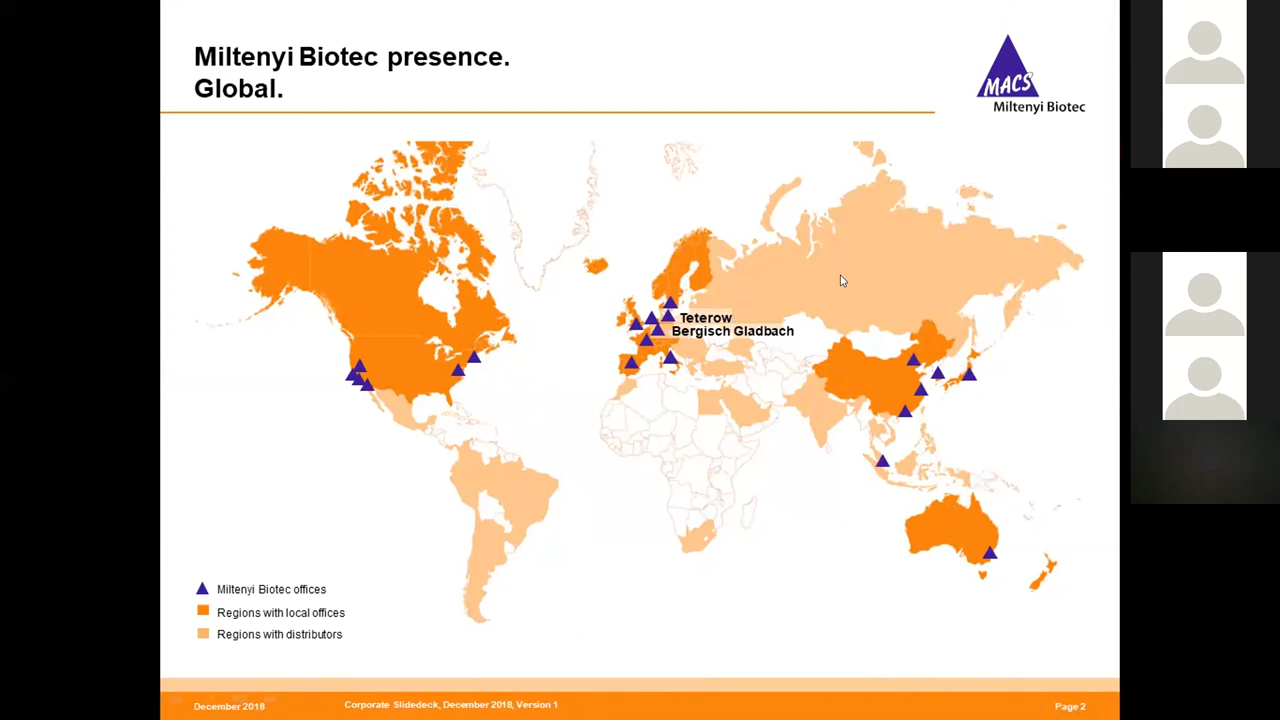 Miltenyi Biotec presence.
Global.
MACS
Miltenyi Biotec
Teterow
Bergisch Gladbach
Miltenyi Biotec offices
Regions with local offices
Regions with distributors
December 2018
Corporate Slidedeck, December 2018, Version 1
Page 2